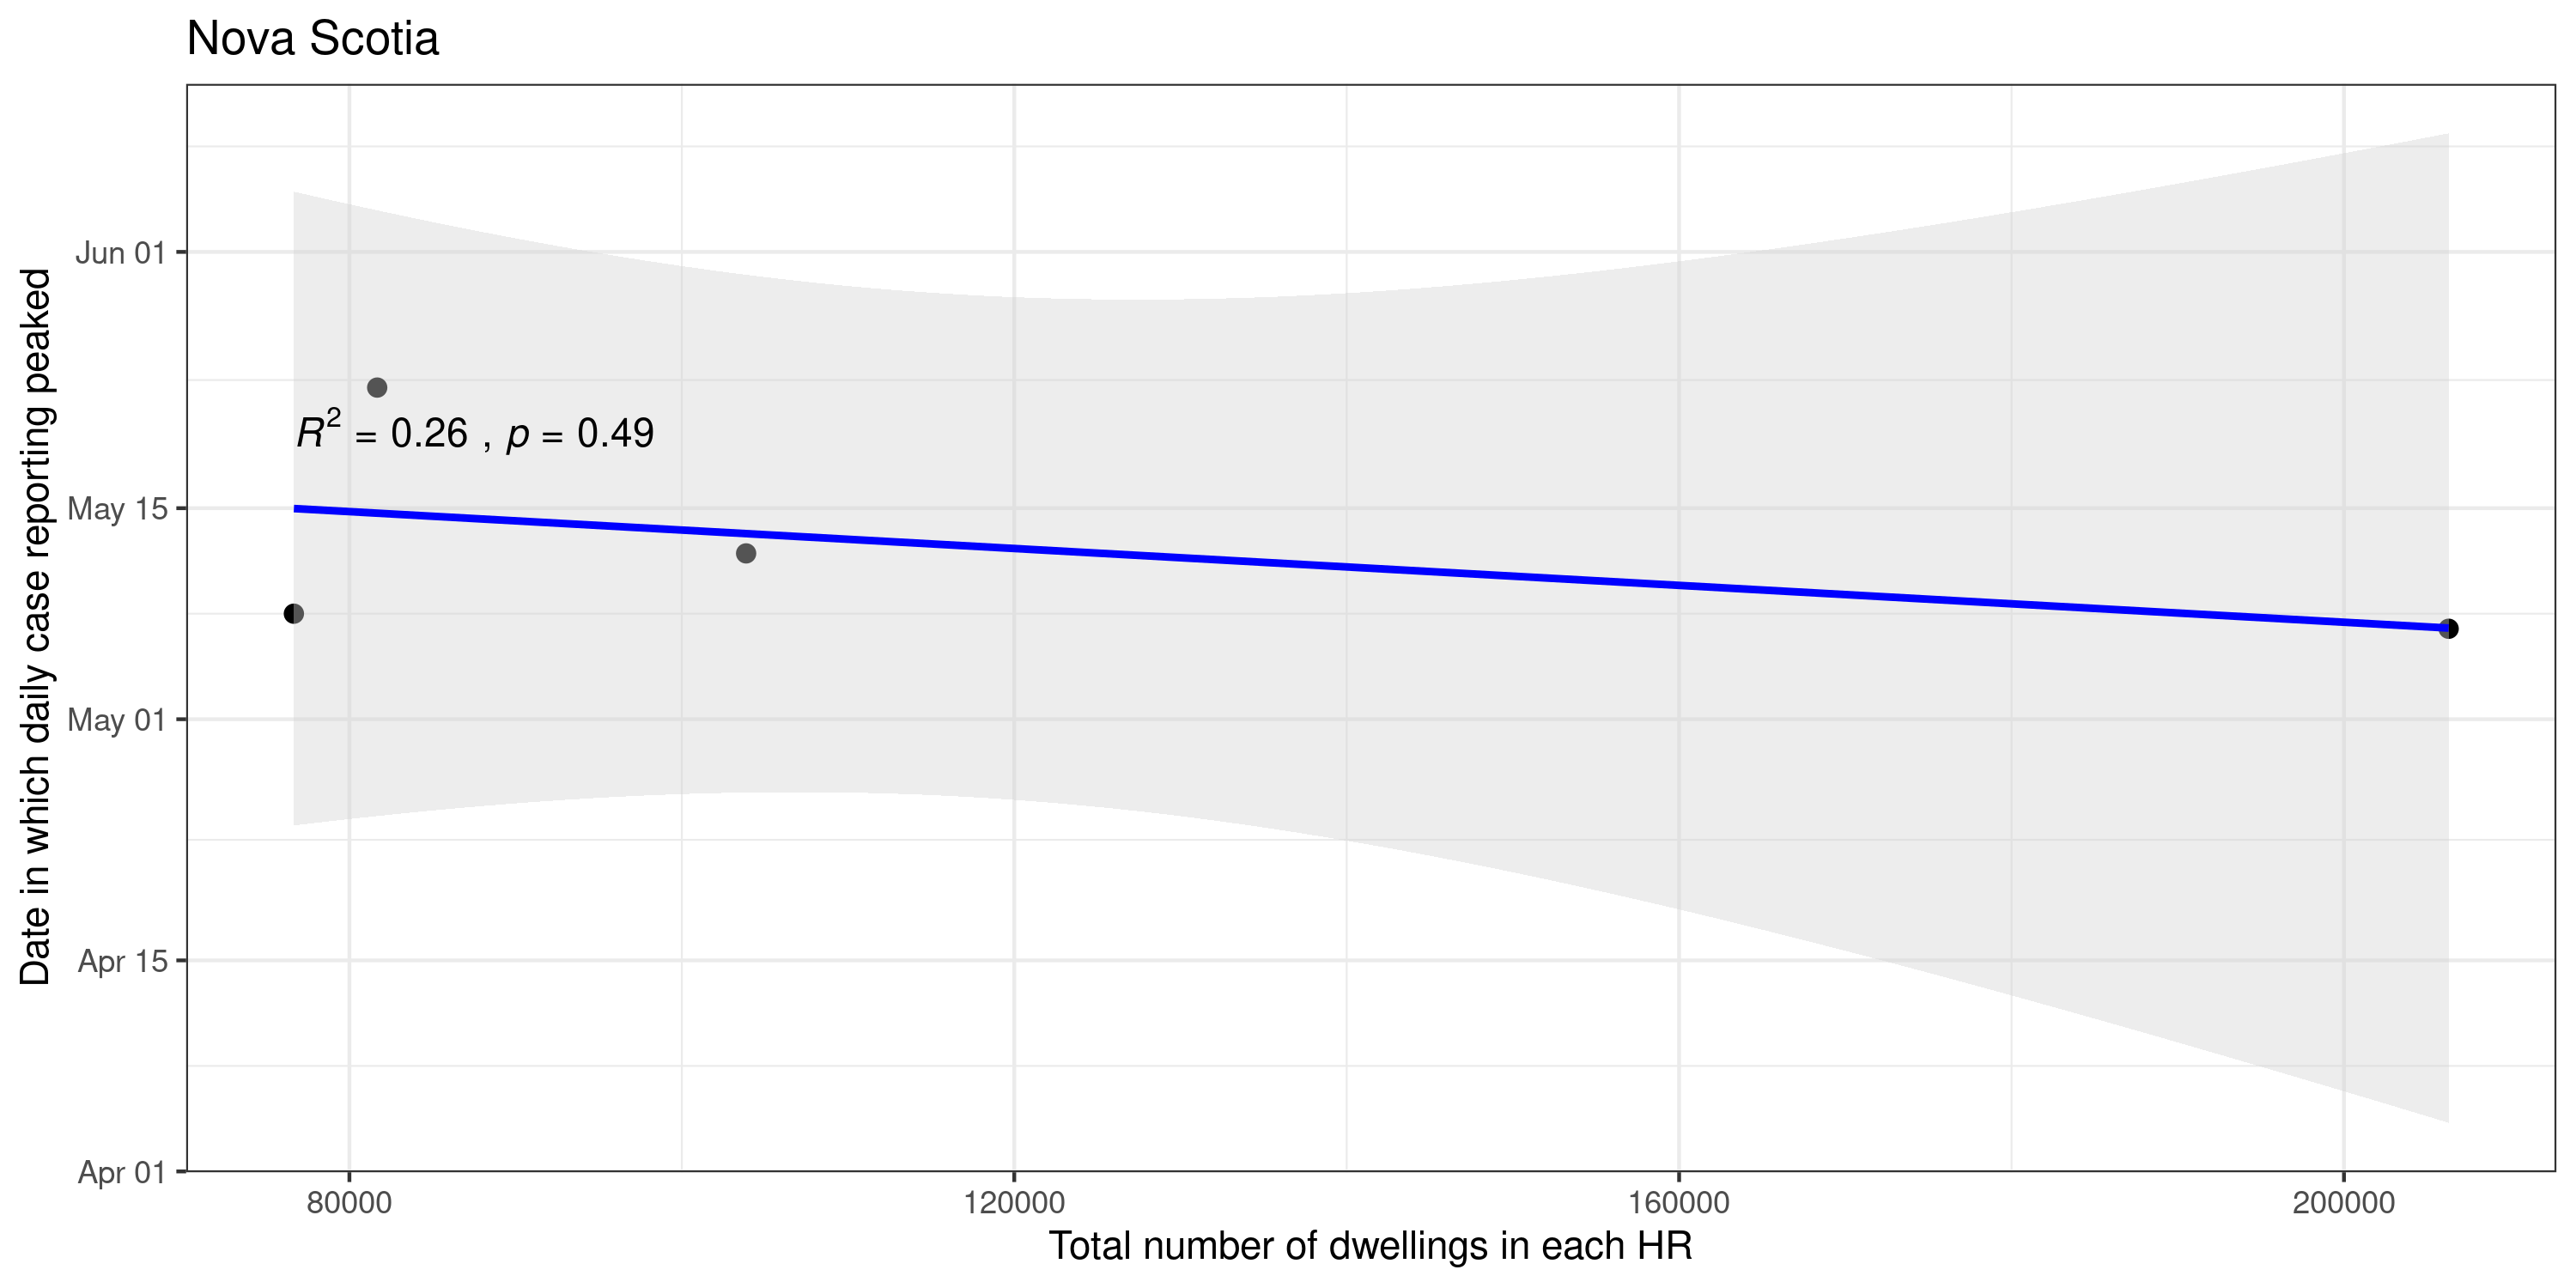 Nova Scotia
Date in which daily case reporting peaked
Jun 01
May 15
May 01
Apr 15
Apr 01
R² = 0.26 , p = 0.49
80000
120000
160000
200000
Total number of dwellings in each HR